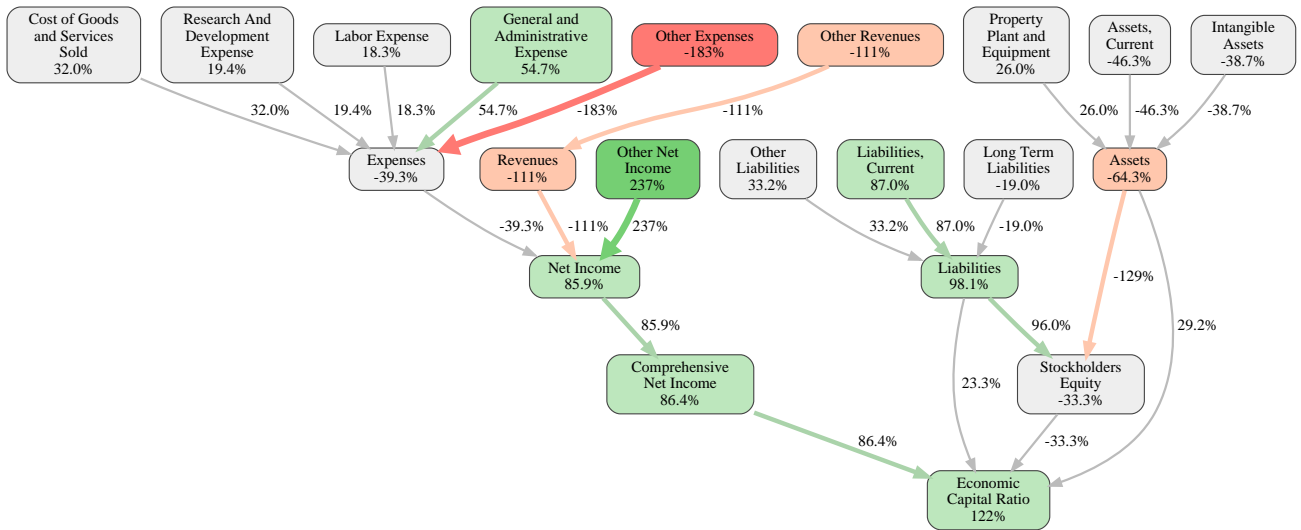 Cost of Goods
and Services
Sold
32.0%
Research And
Development
Expense
19.4%
Labor Expense
18.3%
General and
Administrative
Expense
54.7%
Other Expenses
-183%
Other Revenues
-111%
Property
Plant and
Equipment
26.0%
Assets,
Current
-46.3%
Intangible
Assets
-38.7%
32.0%
19.4%
18.3%
54.7%
-183%
-111%
26.0%
-46.3%
-38.7%
Expenses
-39.3%
Revenues
-111%
Other Net
Income
237%
Other
Liabilities
33.2%
Liabilities,
Current
87.0%
Long Term
Liabilities
-19.0%
Assets
-64.3%
-39.3%
-111%
237%
33.2%
87.0%
-19.0%
Net Income
85.9%
Liabilities
98.1%
-129%
85.9%
96.0%
29.2%
Comprehensive
Net Income
86.4%
23.3%
Stockholders
Equity
-33.3%
86.4%
-33.3%
Economic
Capital Ratio
122%